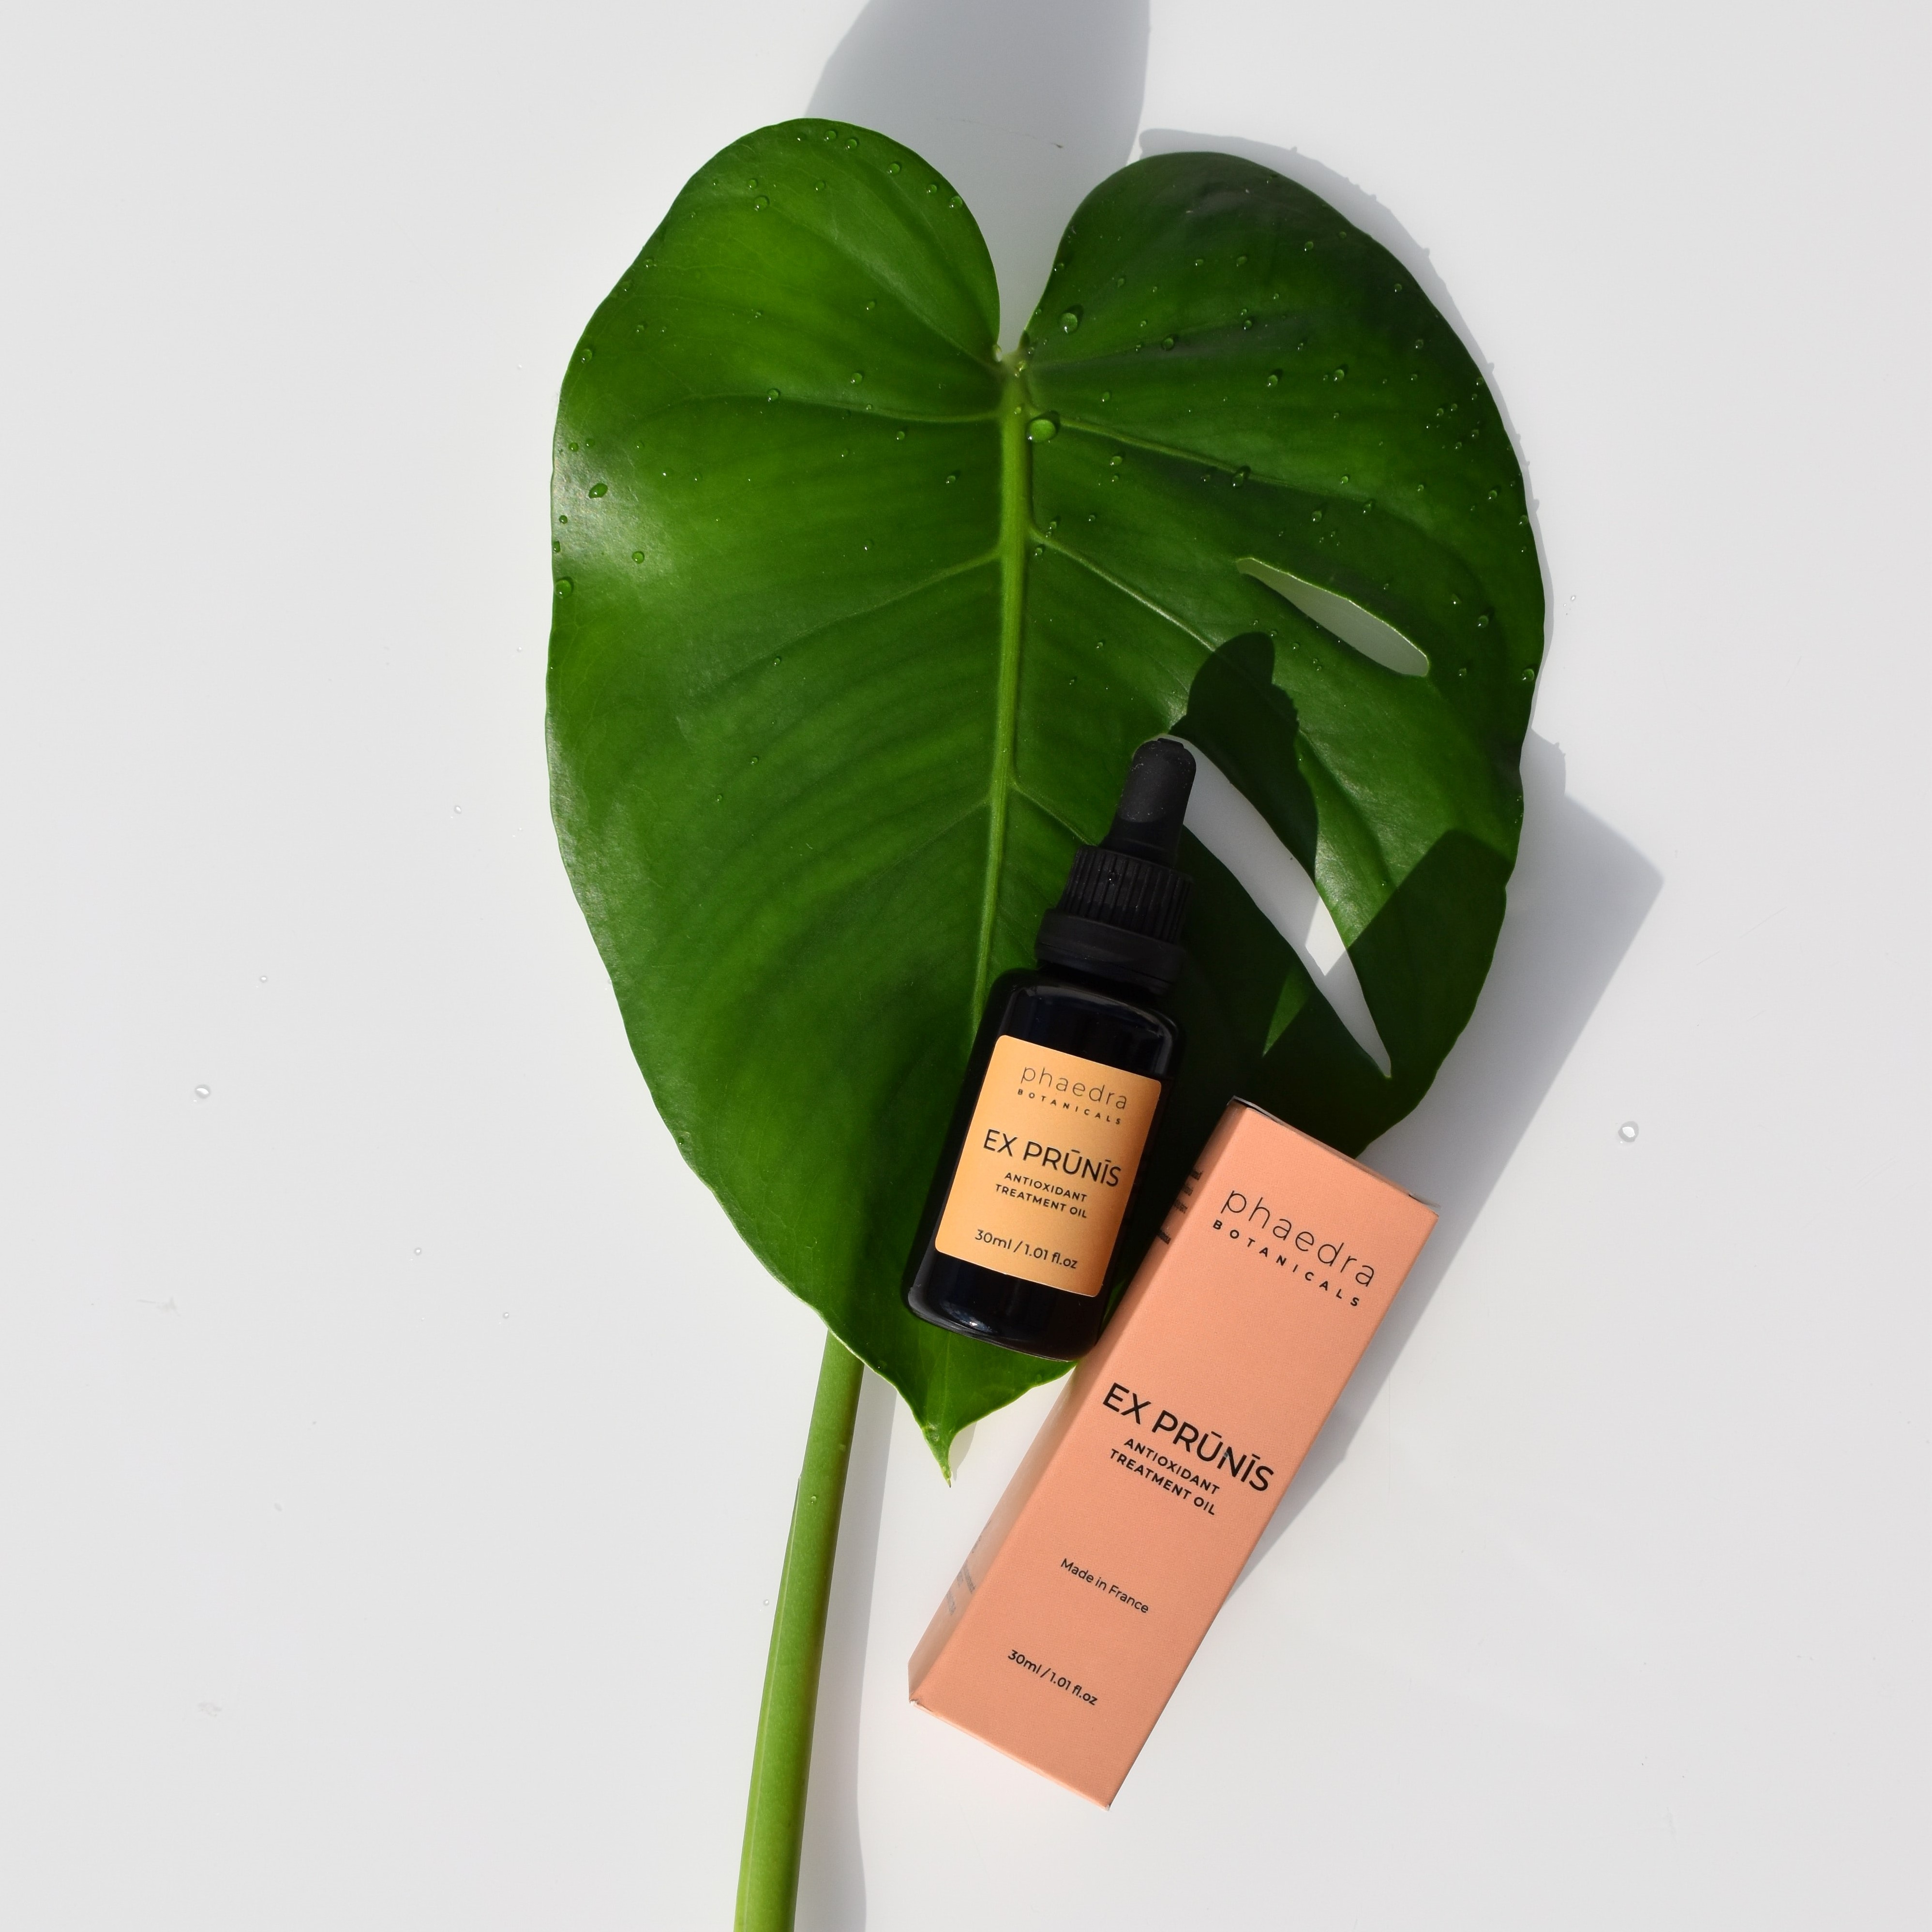 phaedra
BOTANICALS
EX PRŪNĪS
ANTIOXIDANT
TREATMENT OIL
30ml / 1.01 fl.oz
phaedra
BOTANICALS
EX PRŪNĪS
ANTIOXIDANT
TREATMENT OIL
Made in France
30ml / 1.01 fl.oz